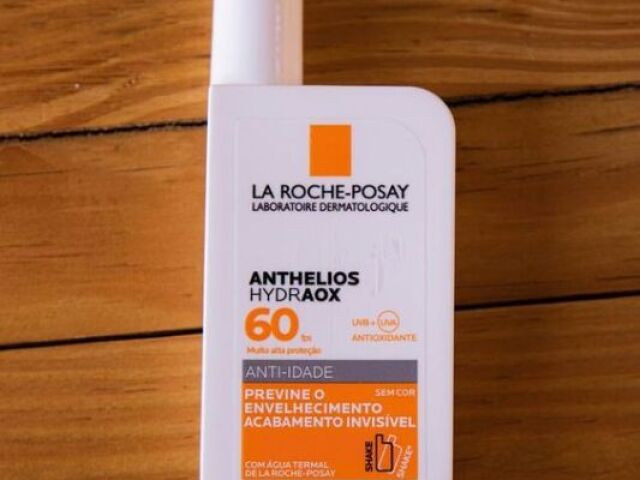 LA ROCHE-POSAY
LABORATOIRE DERMATOLOGIQUE
ANTHELIOS
HYDRAOX
60 fps
UVB + UVA
ANTIOXIDANTE
Muito alta proteção
ANTI-IDADE
PREVINE O SEM COR
ENVELHECIMENTO
ACABAMENTO INVISÍVEL
COM ÁGUA TERMAL
DE LA ROCHE-POSAY
SHAKE
SHAKE